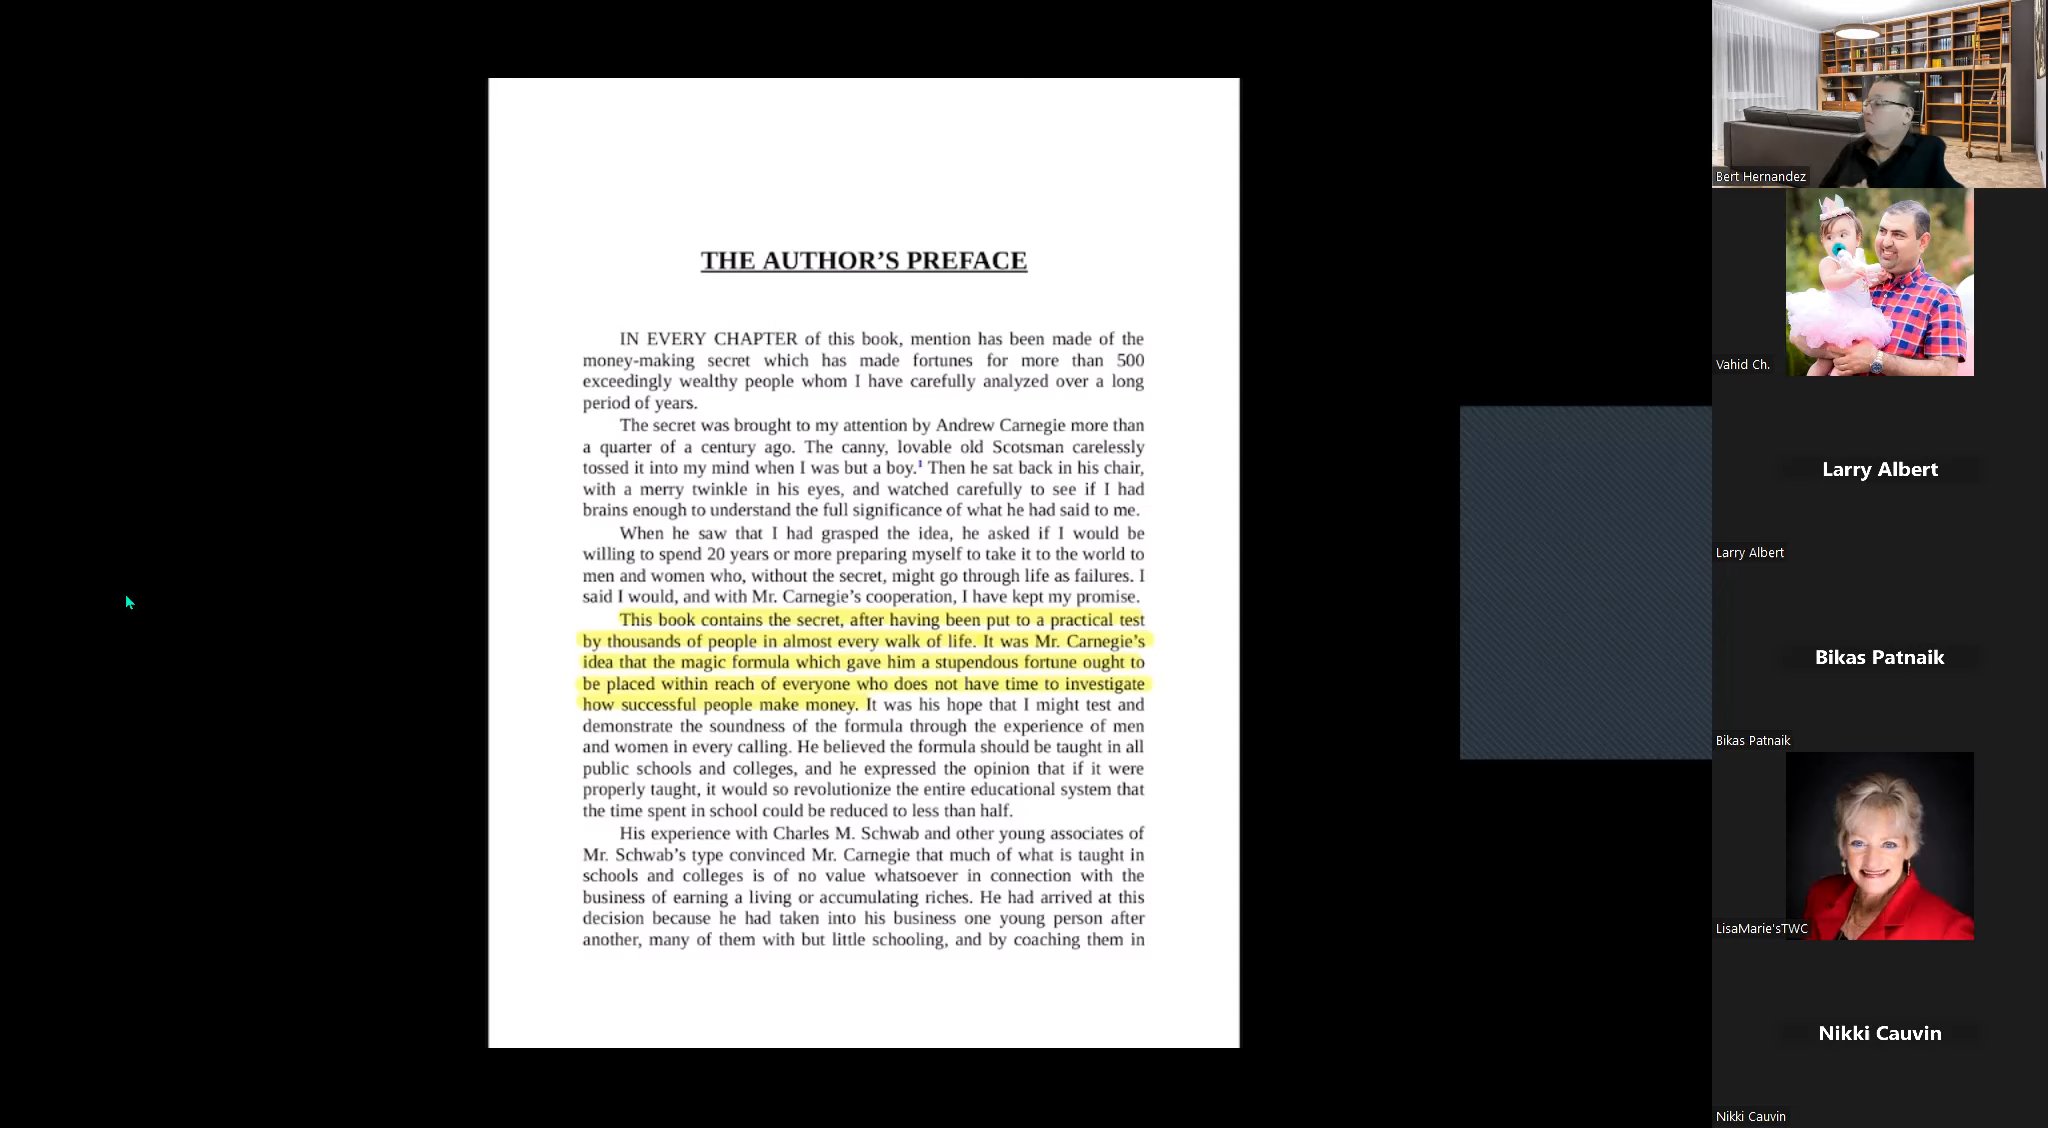 THE AUTHOR’S PREFACE
IN EVERY CHAPTER of this book, mention has been made of the
money-making secret which has made fortunes for more than 500
exceedingly wealthy people whom I have carefully analyzed over a long
period of years.
The secret was brought to my attention by Andrew Carnegie more than
a quarter of a century ago. The canny, lovable old Scotsman carelessly
tossed it into my mind when I was but a boy.¹ Then he sat back in his chair,
with a merry twinkle in his eyes, and watched carefully to see if I had
brains enough to understand the full significance of what he had said to me.
When he saw that I had grasped the idea, he asked if I would be
willing to spend 20 years or more preparing myself to take it to the world to
men and women who, without the secret, might go through life as failures. I
said I would, and with Mr. Carnegie’s cooperation, I have kept my promise.
This book contains the secret, after having been put to a practical test
by thousands of people in almost every walk of life. It was Mr. Carnegie’s
idea that the magic formula which gave him a stupendous fortune ought to
be placed within reach of everyone who does not have time to investigate
how successful people make money. It was his hope that I might test and
demonstrate the soundness of the formula through the experience of men
and women in every calling. He believed the formula should be taught in all
public schools and colleges, and he expressed the opinion that if it were
properly taught, it would so revolutionize the entire educational system that
the time spent in school could be reduced to less than half.
His experience with Charles M. Schwab and other young associates of
Mr. Schwab’s type convinced Mr. Carnegie that much of what is taught in
schools and colleges is of no value whatsoever in connection with the
business of earning a living or accumulating riches. He had arrived at this
decision because he had taken into his business one young person after
another, many of them with but little schooling, and by coaching them in
Bert Hernandez
Vahid Ch.
Larry Albert
Larry Albert
Bikas Patnaik
Bikas Patnaik
LisaMarie'sTWC
Nikki Cauvin
Nikki Cauvin